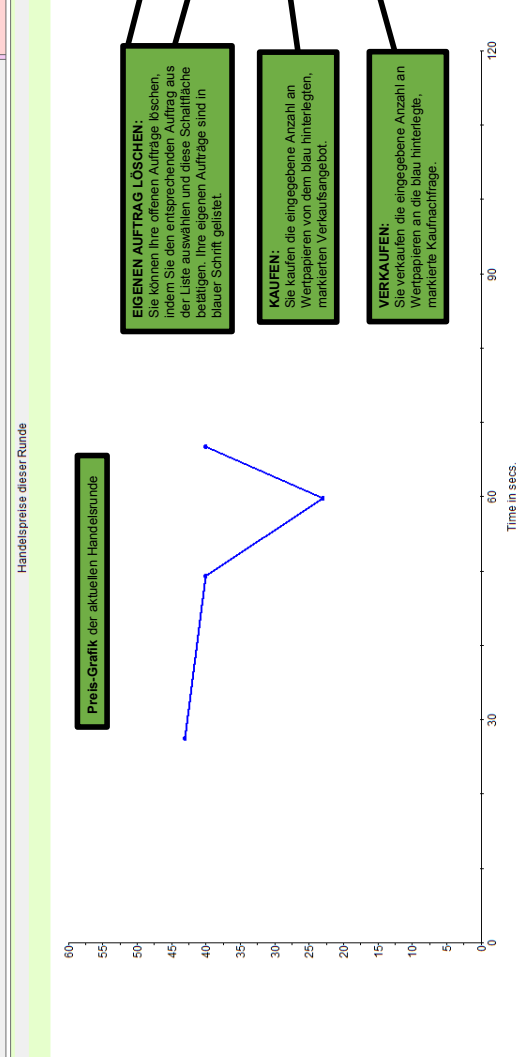 Handelspreise dieser Runde
Preis-Grafik der aktuellen Handelsrunde
EIGENEN AUFTRAG LÖSCHEN:
Sie können Ihre offenen Aufträge löschen,
indem Sie den entsprechenden Auftrag aus
der Liste auswählen und diese Schaltfläche
betätigen. Ihre eigenen Aufträge sind in
blauer Schrift gelistet.
KAUFEN:
Sie kaufen die eingegebene Anzahl an
Wertpapieren von dem blau hinterlegten,
markierten Verkaufsangebot.
VERKAUFEN:
Sie verkaufen die eingegebene Anzahl an
Wertpapieren an die blau hinterlegte,
markierte Kaufnachfrage.
60
55
50
45
40
35
30
25
20
15
10
5
0
0
30
60
90
120
Time in secs.